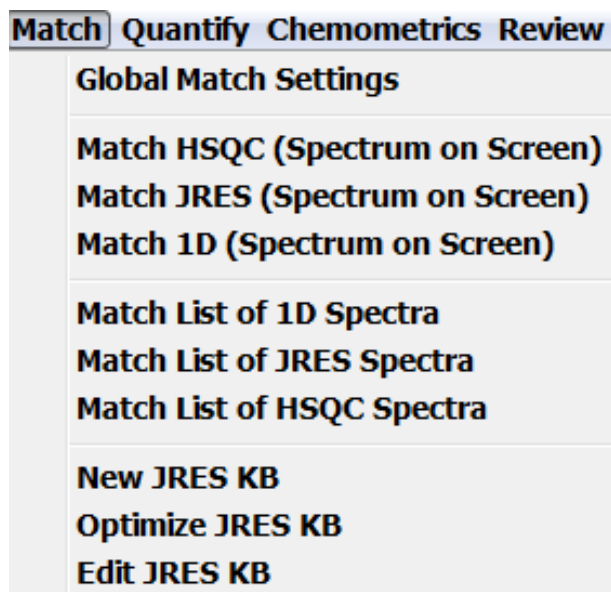 Match Quantify Chemometrics Review
Global Match Settings
Match HSQC (Spectrum on Screen)
Match JRES (Spectrum on Screen)
Match 1D (Spectrum on Screen)
Match List of 1D Spectra
Match List of JRES Spectra
Match List of HSQC Spectra
New JRES KB
Optimize JRES KB
Edit JRES KB